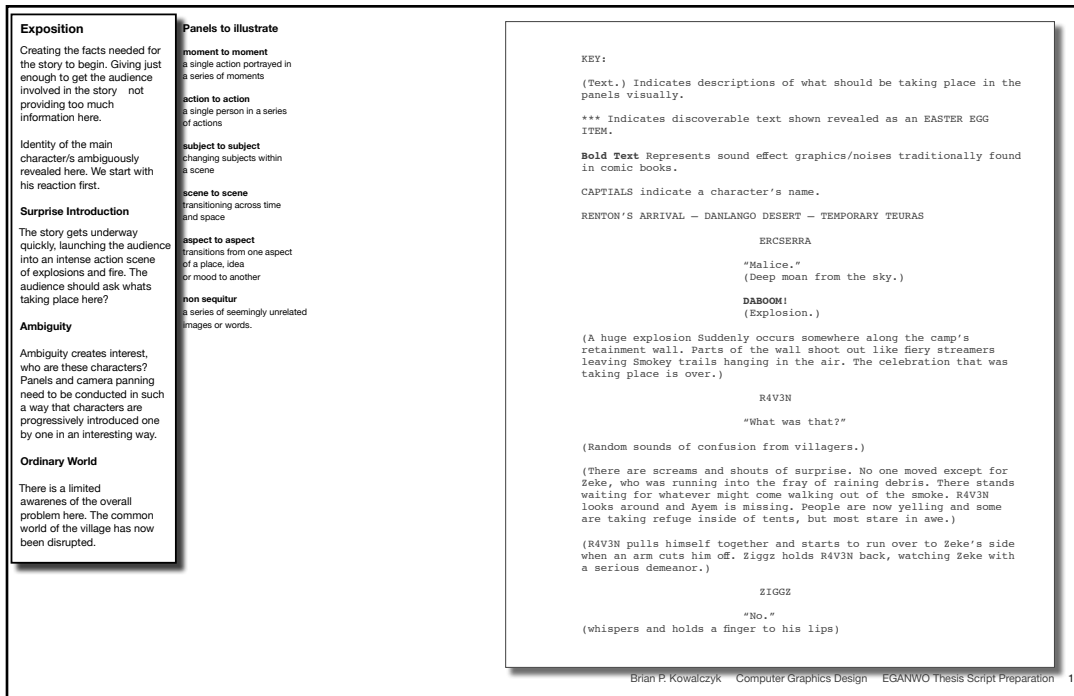 Exposition
Creating the facts needed for
the story to begin. Giving just
enough to get the audience
involved in the story not
providing too much
information here.
Identity of the main
character/s ambiguously
revealed here. We start with
his reaction first.
Surprise Introduction
The story gets underway
quickly, launching the audience
into an intense action scene
of explosions and fire. The
audience should ask whats
taking place here?
Ambiguity
Ambiguity creates interest,
who are these characters?
Panels and camera panning
need to be conducted in such
a way that characters are
progressively introduced one
by one in an interesting way.
Ordinary World
There is a limited
awarenes of the overall
problem here. The common
world of the village has now
been disrupted.
Panels to illustrate
moment to moment
a single action portrayed in
a series of moments
action to action
a single person in a series
of actions
subject to subject
changing subjects within
a scene
scene to scene
transitioning across time
and space
aspect to aspect
transitions from one aspect
of a place, idea
or mood to another
non sequitur
a series of seemingly unrelated
images or words.
KEY:
(Text.) Indicates descriptions of what should be taking place in the
panels visually.
*** Indicates discoverable text shown revealed as an EASTER EGG
ITEM.
Bold Text Represents sound effect graphics/noises traditionally found
in comic books.
CAPTIALS indicate a character's name.
RENTON'S ARRIVAL – DANLANGO DESERT – TEMPORARY TEURAS
ERCSERRA
"Malice."
(Deep moan from the sky.)
DABOOM!
(Explosion.)
(A huge explosion Suddenly occurs somewhere along the camp's
retainment wall. Parts of the wall shoot out like fiery streamers
leaving Smokey trails hanging in the air. The celebration that was
taking place is over.)
R4V3N
"What was that?"
(Random sounds of confusion from villagers.)
(There are screams and shouts of surprise. No one moved except for
Zeke, who was running into the fray of raining debris. There stands
waiting for whatever might come walking out of the smoke. R4V3N
looks around and Ayem is missing. People are now yelling and some
are taking refuge inside of tents, but most stare in awe.)
(R4V3N pulls himself together and starts to run over to Zeke's side
when an arm cuts him off. Ziggz holds R4V3N back, watching Zeke with
a serious demeanor.)
ZIGGZ
"No."
(whispers and holds a finger to his lips)
Brian P. Kowalczyk Computer Graphics Design EGANWO Thesis Script Preparation 1